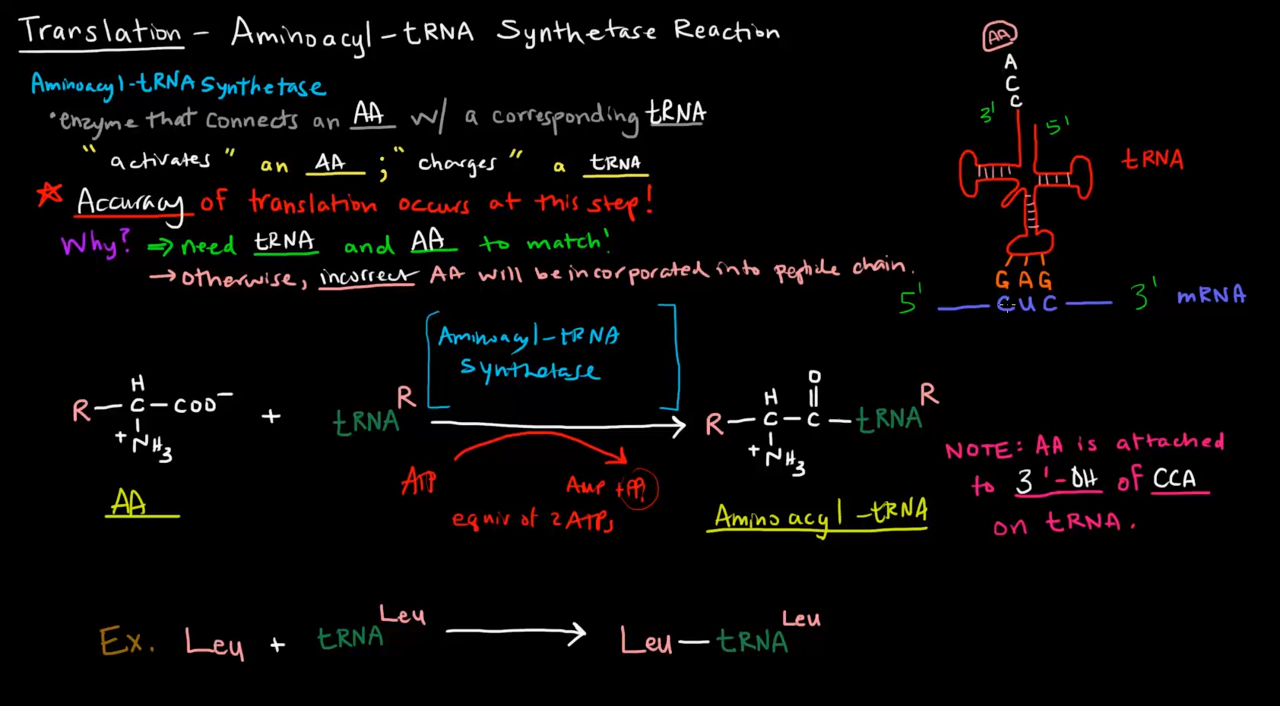 Translation - Aminoacyl-tRNA Synthetase Reaction
Aminoacyl-tRNA Synthetase
• enzyme that connects an AA w/ a corresponding tRNA
"activates" an AA ; "charges" a tRNA
Accuracy of translation occurs at this step!
Why? ⇒ need tRNA and AA to match!
→ otherwise, incorrect AA will be incorporated into peptide chain.
AA
A
C
C
3' 5'
tRNA
G A G
5' C U C 3' mRNA
Aminoacyl-tRNA
Synthetase
H
R - C - COO⁻ + tRNA^R
⁺NH₃
AA
ATP
AMP + PPi
equiv of 2 ATPs
O
H
R - C - C - tRNA^R
⁺NH₃
Aminoacyl-tRNA
NOTE: AA is attached
to 3'-OH of CCA
on tRNA.
Ex. Leu + tRNA^Leu → Leu - tRNA^Leu